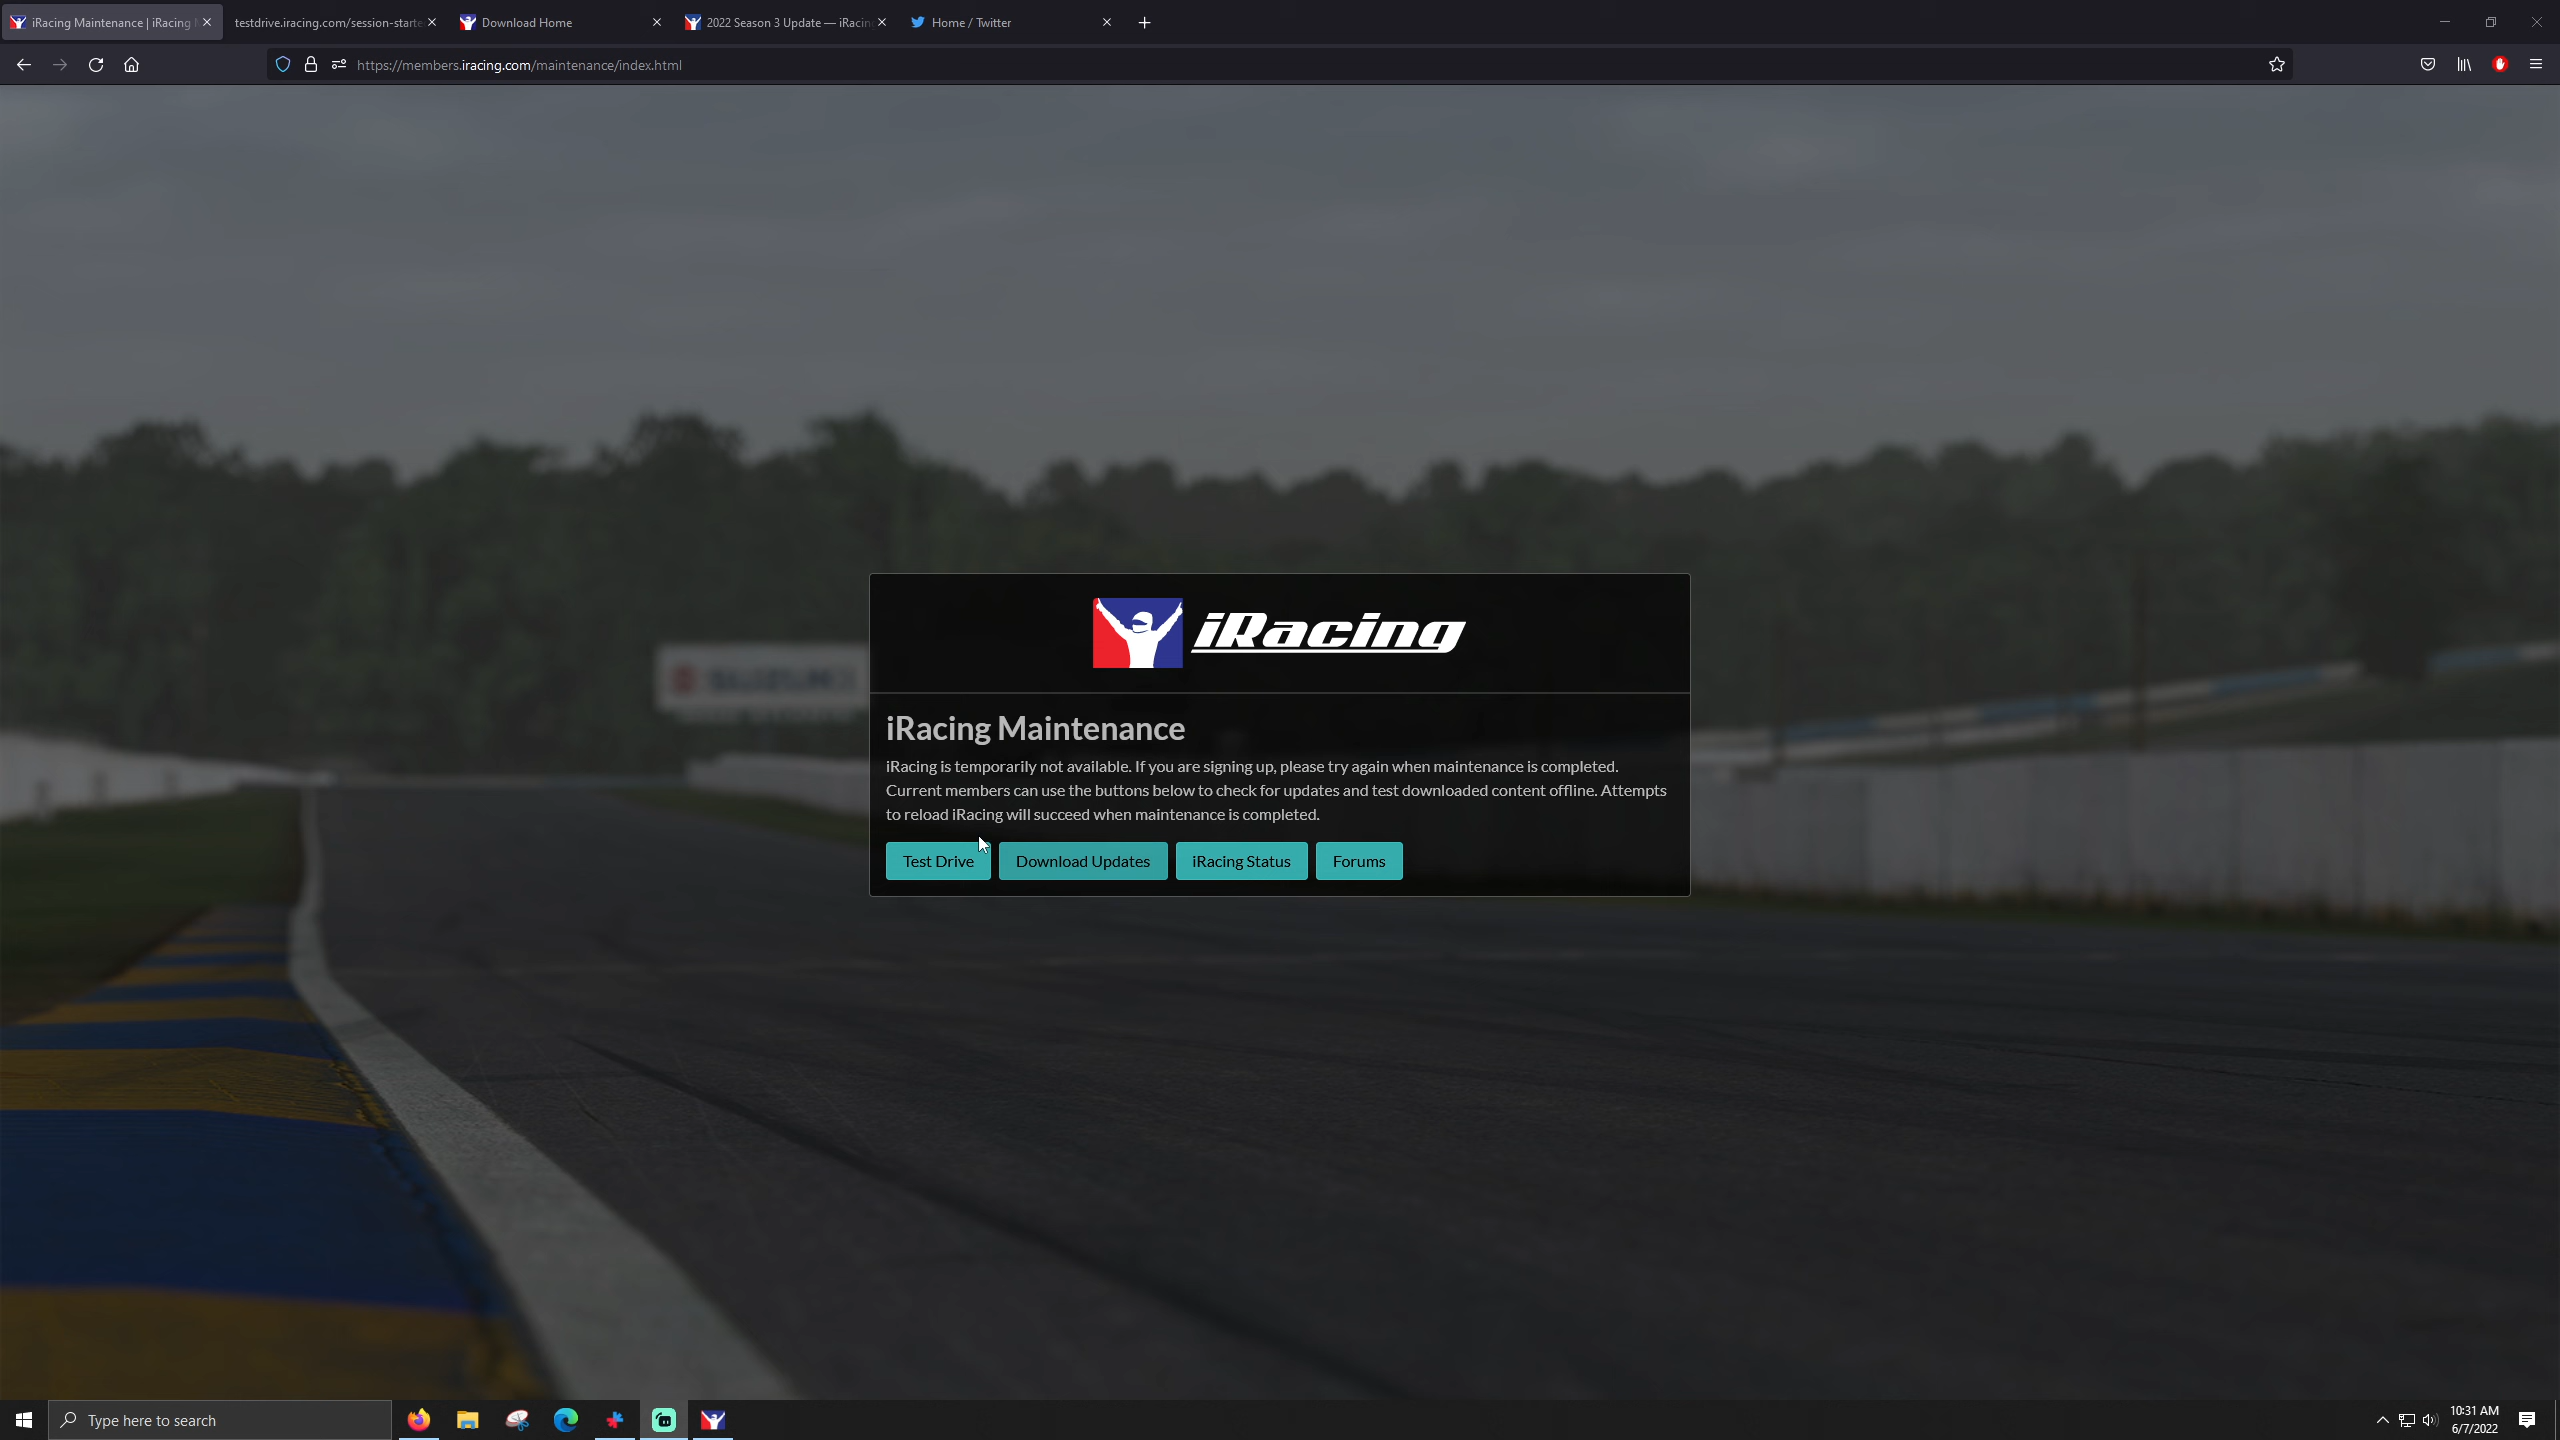 iRacing Maintenance | iRacing
testdrive.iracing.com/session-starte
Download Home
2022 Season 3 Update — iRacin
Home / Twitter
https://members.iracing.com/maintenance/index.html
SUZUKI
iRacing
iRacing Maintenance
iRacing is temporarily not available. If you are signing up, please try again when maintenance is completed.
Current members can use the buttons below to check for updates and test downloaded content offline. Attempts
to reload iRacing will succeed when maintenance is completed.
Test Drive
Download Updates
iRacing Status
Forums
Type here to search
10:31 AM
6/7/2022